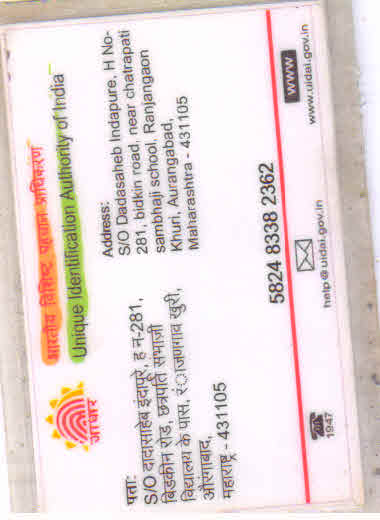 भारतीय विशिष्ट पहचान प्राधिकरण
Unique Identification Authority of India
आधार
पता:
S/O दादासाहेब इंदापूरे, ह न-281,
बिडकीन रोड, छत्रपति सभाजी
विद्यालय के पास, रंाजणगाव खुरी,
औरंगाबाद,
महाराष्ट्र - 431105
Address:
S/O Dadasaheb Indapure, H No-
281, bidkin road, near chatrapati
sambhaji school, Ranjangaon
Khuri, Aurangabad,
Maharashtra - 431105
5824 8338 2362
1947
help@uidai.gov.in
www
www.uidai.gov.in